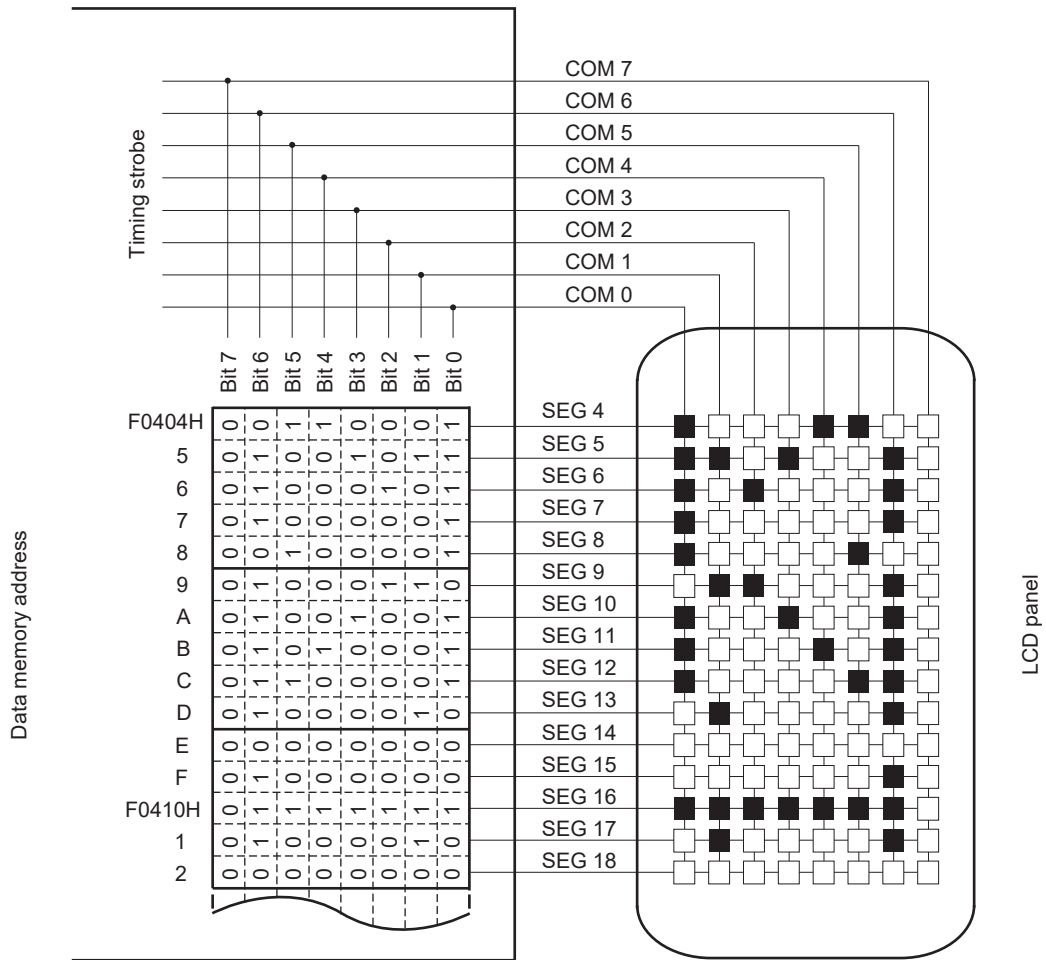 COM 7
COM 6
COM 5
COM 4
COM 3
COM 2
COM 1
COM 0
Timing strobe
Bit 7 Bit 6 Bit 5 Bit 4 Bit 3 Bit 2 Bit 1 Bit 0
Data memory address
F0404H 0 0 1 1 0 0 0 1 SEG 4
5 0 1 0 0 1 0 1 1 SEG 5
6 0 1 0 0 0 1 0 1 SEG 6
7 0 1 0 0 0 0 0 1 SEG 7
8 0 0 1 0 0 0 0 1 SEG 8
9 0 1 0 0 0 1 1 0 SEG 9
A 0 1 0 0 1 0 0 1 SEG 10
B 0 1 0 1 0 0 0 1 SEG 11
C 0 1 1 0 0 0 0 1 SEG 12
D 0 1 0 0 0 0 1 0 SEG 13
E 0 0 0 0 0 0 0 0 SEG 14
F 0 1 0 0 0 0 0 0 SEG 15
F0410H 0 1 1 1 1 1 1 1 SEG 16
1 0 1 0 0 0 0 1 0 SEG 17
2 0 0 0 0 0 0 0 0 SEG 18
LCD panel